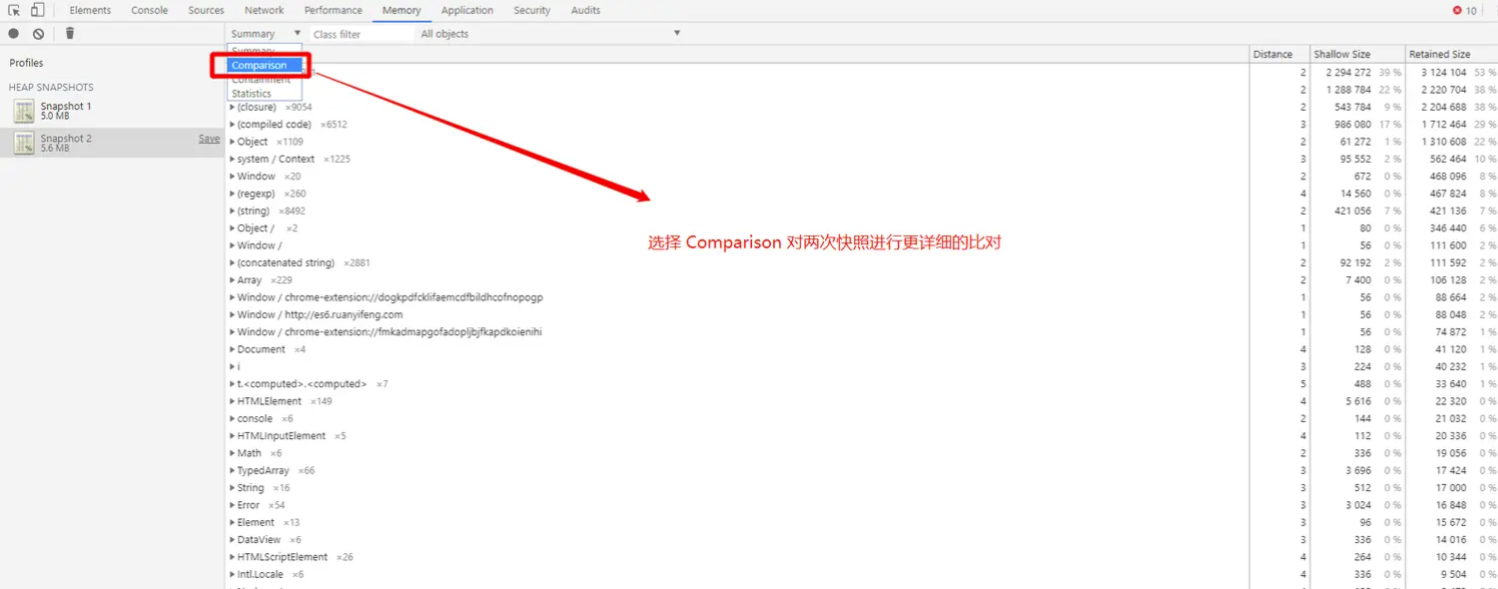 Elements Console Sources Network Performance Memory Application Security Audits 10
Summary Class filter All objects
Profiles
HEAP SNAPSHOTS
Snapshot 1
5.0 MB
Snapshot 2 Save
5.6 MB
Summary
Comparison
Containment
Statistics
Distance Shallow Size Retained Size
2 2 294 272 39 % 3 124 104 53 %
2 1 288 784 22 % 2 220 704 38 %
(closure) ×9054 2 543 784 9 % 2 204 688 38 %
(compiled code) ×6512 3 986 080 17 % 1 712 464 29 %
Object ×1109 2 61 272 1 % 1 310 608 22 %
system / Context ×1225 3 95 552 2 % 562 464 10 %
Window ×20 2 672 0 % 468 096 8 %
(regexp) ×260 4 14 560 0 % 467 824 8 %
(string) ×8492 2 421 056 7 % 421 136 7 %
Object / ×2 1 80 0 % 346 440 6 %
Window / 1 56 0 % 111 600 2 %
(concatenated string) ×2881 2 92 192 2 % 111 592 2 %
Array ×229 2 7 400 0 % 106 128 2 %
Window / chrome-extension://dogkpdfcklifaemcdfbildhcofnopogp 1 56 0 % 88 664 2 %
Window / http://es6.ruanyifeng.com 1 56 0 % 88 048 2 %
Window / chrome-extension://fmkadmapgofadopljbjfkapdkoienihi 1 56 0 % 74 872 1 %
Document ×4 4 128 0 % 41 120 1 %
i 3 224 0 % 40 232 1 %
t.<computed>.<computed> ×7 5 488 0 % 33 640 1 %
HTMLElement ×149 4 5 616 0 % 22 320 0 %
console ×6 2 144 0 % 21 032 0 %
HTMLInputElement ×5 4 112 0 % 20 336 0 %
Math ×6 2 336 0 % 19 056 0 %
TypedArray ×66 3 3 696 0 % 17 424 0 %
String ×16 3 512 0 % 17 000 0 %
Error ×54 3 3 024 0 % 16 848 0 %
Element ×13 3 96 0 % 15 672 0 %
DataView ×6 3 336 0 % 14 016 0 %
HTMLScriptElement ×26 4 264 0 % 10 344 0 %
Intl.Locale ×6 4 336 0 % 9 504 0 %
选择 Comparison 对两次快照进行更详细的比对